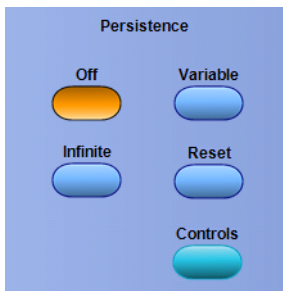 Persistence
Off Variable
Infinite Reset
Controls